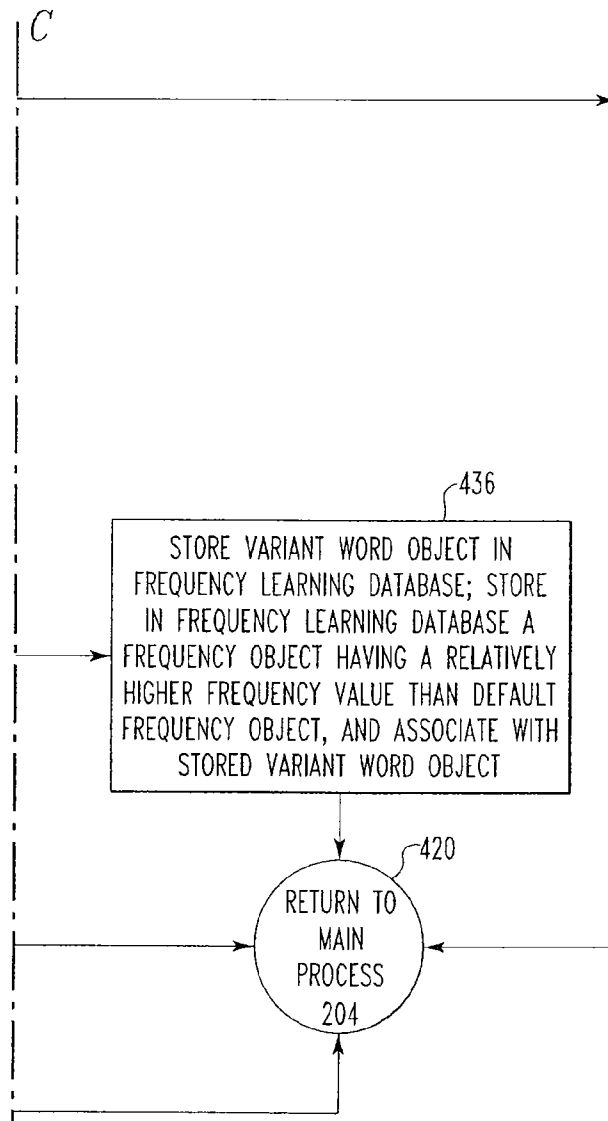 C
436
STORE VARIANT WORD OBJECT IN
FREQUENCY LEARNING DATABASE; STORE
IN FREQUENCY LEARNING DATABASE A
FREQUENCY OBJECT HAVING A RELATIVELY
HIGHER FREQUENCY VALUE THAN DEFAULT
FREQUENCY OBJECT, AND ASSOCIATE WITH
STORED VARIANT WORD OBJECT
420
RETURN TO
MAIN
PROCESS
204